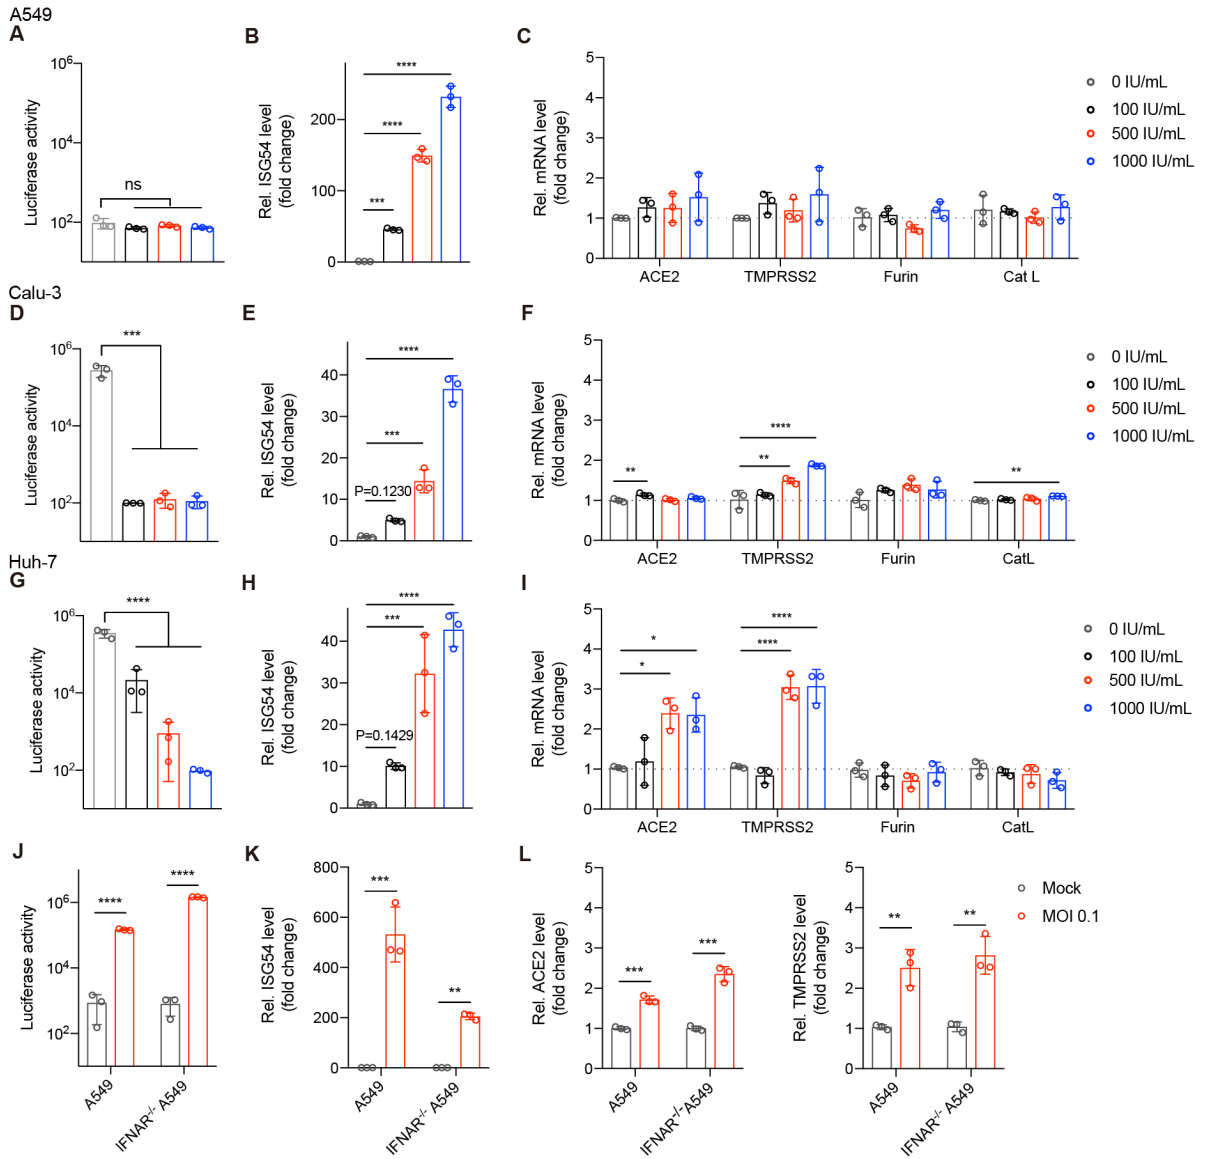 A549
A
B
C
Luciferase activity
10^6
10^4
10^2
ns
Rel. ISG54 level
(fold change)
200
100
0
***
****
****
Rel. mRNA level
(fold change)
5
4
3
2
1
0
ACE2
TMPRSS2
Furin
Cat L
0 IU/mL
100 IU/mL
500 IU/mL
1000 IU/mL
Calu-3
D
E
F
Luciferase activity
10^6
10^4
10^2
***
Rel. ISG54 level
(fold change)
40
30
20
10
0
****
***
P=0.1230
Rel. mRNA level
(fold change)
5
4
3
2
1
0
**
****
**
**
ACE2
TMPRSS2
Furin
CatL
0 IU/mL
100 IU/mL
500 IU/mL
1000 IU/mL
Huh-7
G
H
I
Luciferase activity
10^6
10^4
10^2
****
Rel. ISG54 level
(fold change)
40
30
20
10
0
****
***
P=0.1429
Rel. mRNA level
(fold change)
5
4
3
2
1
0
*
*
****
****
ACE2
TMPRSS2
Furin
CatL
0 IU/mL
100 IU/mL
500 IU/mL
1000 IU/mL
J
K
L
Luciferase activity
10^6
10^4
10^2
****
****
A549
IFNAR-/- A549
Rel. ISG54 level
(fold change)
800
600
400
200
0
***
**
A549
IFNAR-/- A549
Rel. ACE2 level
(fold change)
5
4
3
2
1
0
***
***
A549
IFNAR-/- A549
Rel. TMPRSS2 level
(fold change)
5
4
3
2
1
0
**
**
A549
IFNAR-/- A549
Mock
MOI 0.1